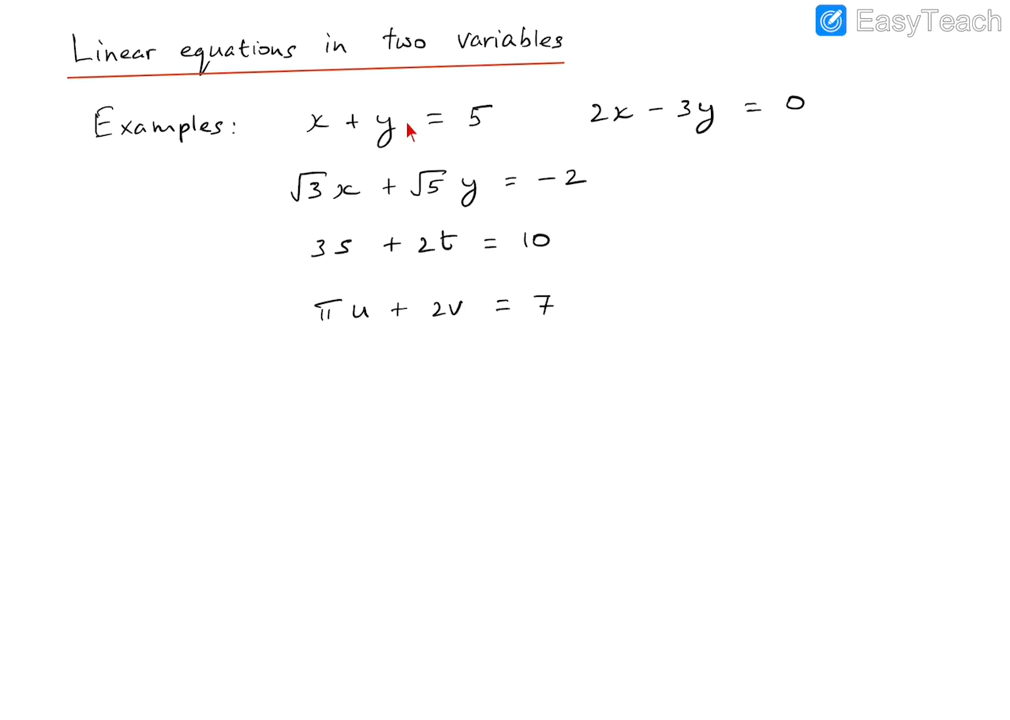 EasyTeach
Linear equations in two variables
Examples: x + y = 5 2x - 3y = 0
√3 x + √5 y = -2
3s + 2t = 10
π u + 2v = 7